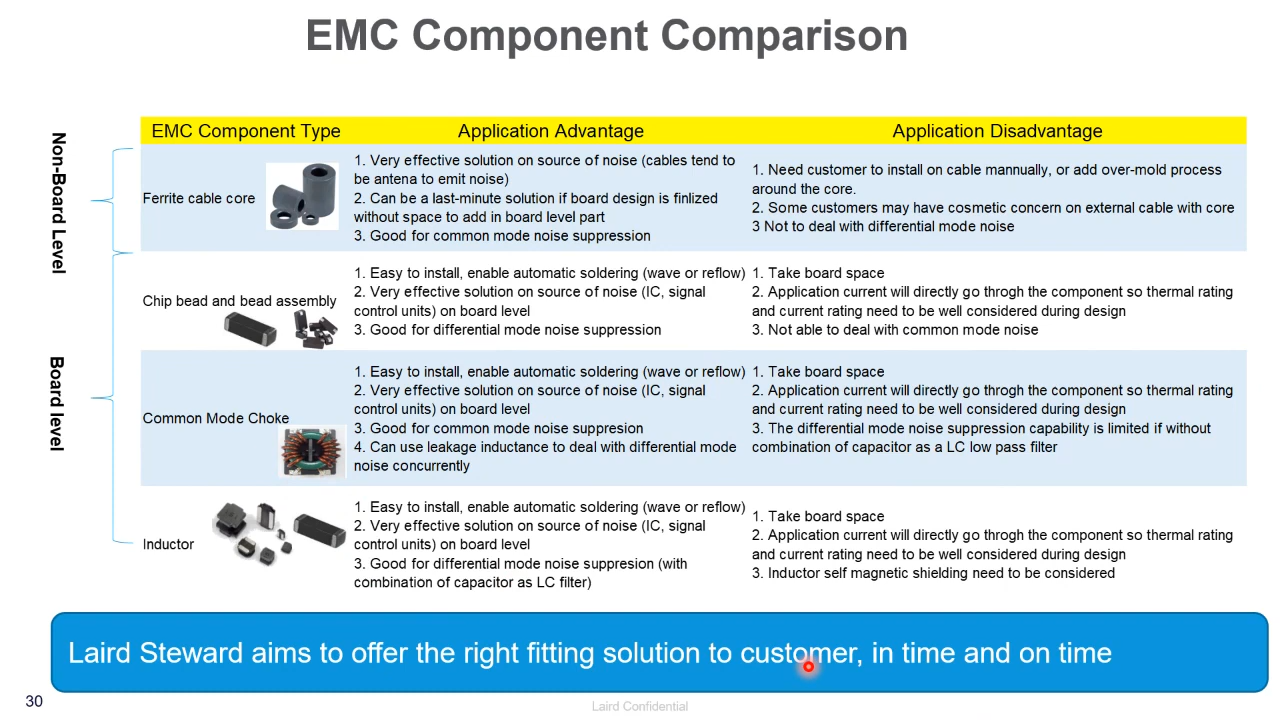 EMC Component Comparison
EMC Component Type
Application Advantage
Application Disadvantage
Non-Board Level
Ferrite cable core
1. Very effective solution on source of noise (cables tend to
be antena to emit noise)
2. Can be a last-minute solution if board design is finlized
without space to add in board level part
3. Good for common mode noise suppression
1. Need customer to install on cable mannually, or add over-mold process
around the core.
2. Some customers may have cosmetic concern on external cable with core
3 Not to deal with differential mode noise
Board level
Chip bead and bead assembly
1. Easy to install, enable automatic soldering (wave or reflow)
2. Very effective solution on source of noise (IC, signal
control units) on board level
3. Good for differential mode noise suppression
1. Take board space
2. Application current will directly go throgh the component so thermal rating
and current rating need to be well considered during design
3. Not able to deal with common mode noise
Common Mode Choke
1. Easy to install, enable automatic soldering (wave or reflow)
2. Very effective solution on source of noise (IC, signal
control units) on board level
3. Good for common mode noise suppresion
4. Can use leakage inductance to deal with differential mode
noise concurrently
1. Take board space
2. Application current will directly go throgh the component so thermal rating
and current rating need to be well considered during design
3. The differential mode noise suppression capability is limited if without
combination of capacitor as a LC low pass filter
Inductor
1. Easy to install, enable automatic soldering (wave or reflow)
2. Very effective solution on source of noise (IC, signal
control units) on board level
3. Good for differential mode noise suppresion (with
combination of capacitor as LC filter)
1. Take board space
2. Application current will directly go throgh the component so thermal rating
and current rating need to be well considered during design
3. Inductor self magnetic shielding need to be considered
Laird Steward aims to offer the right fitting solution to customer, in time and on time
30
Laird Confidential